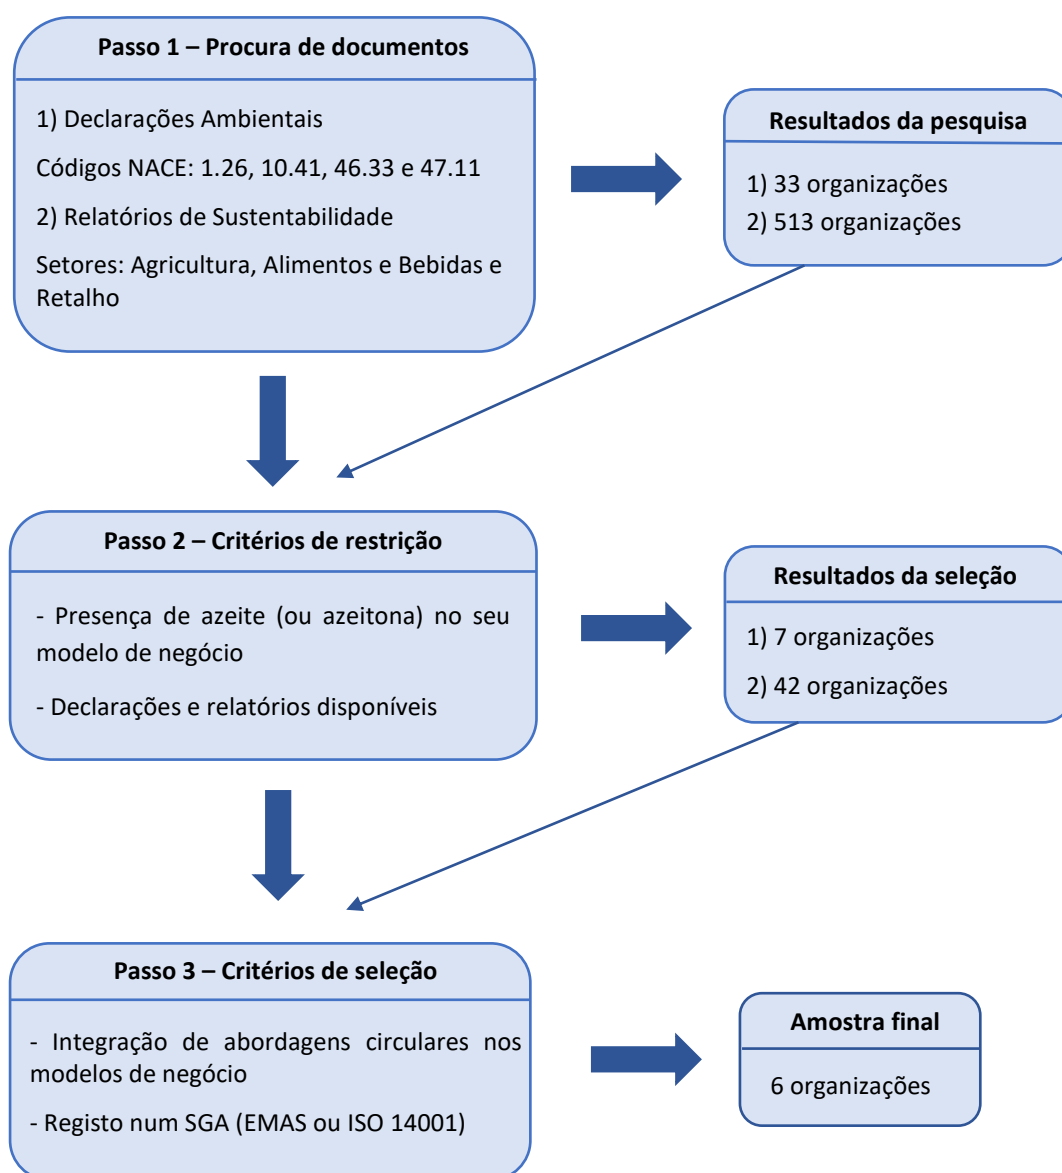 Passo 1 – Procura de documentos
1) Declarações Ambientais
Códigos NACE: 1.26, 10.41, 46.33 e 47.11
2) Relatórios de Sustentabilidade
Setores: Agricultura, Alimentos e Bebidas e
Retalho
Resultados da pesquisa
1) 33 organizações
2) 513 organizações
Passo 2 – Critérios de restrição
- Presença de azeite (ou azeitona) no seu
modelo de negócio
- Declarações e relatórios disponíveis
Resultados da seleção
1) 7 organizações
2) 42 organizações
Passo 3 – Critérios de seleção
- Integração de abordagens circulares nos
modelos de negócio
- Registo num SGA (EMAS ou ISO 14001)
Amostra final
6 organizações